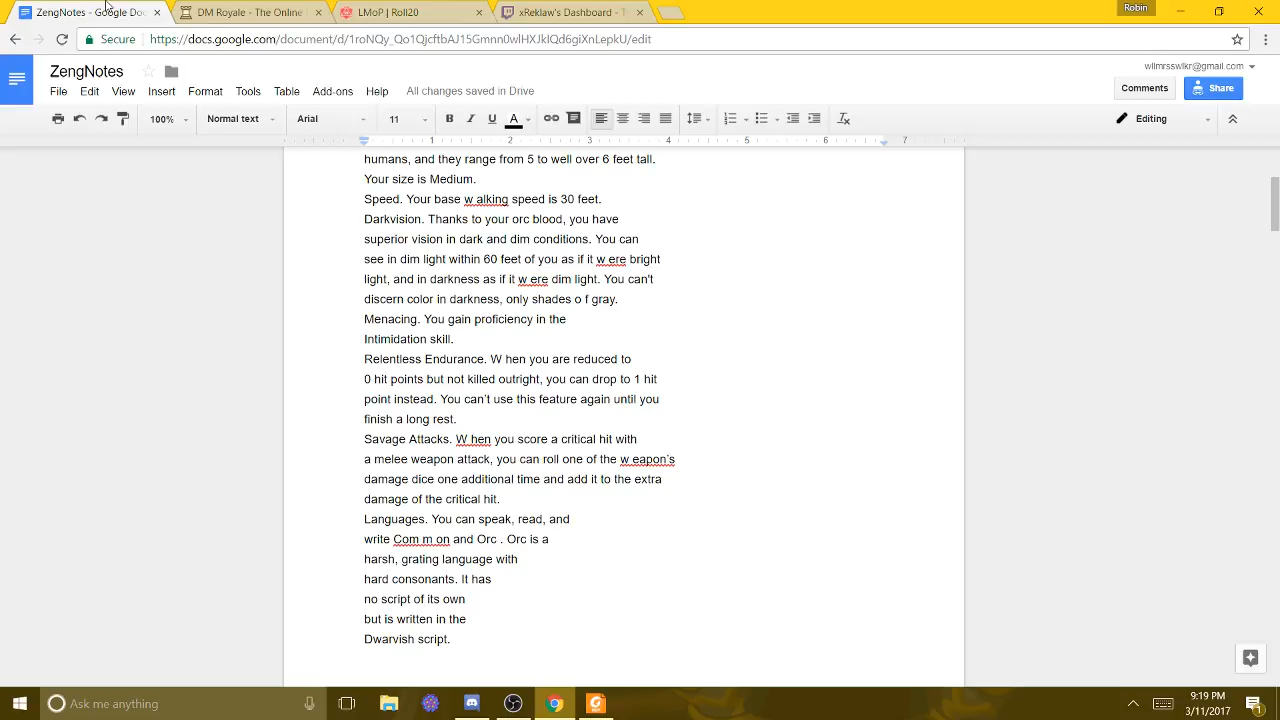 Robin
ZengNotes - Google Doc
DM Royale - The Online
LMoP | Roll20
xReklaw's Dashboard - T
Secure
https://docs.google.com/document/d/1roNQy_Qo1QjcftbAJ15Gmnn0wlHXJkIQd6giXnLepkU/edit
ZengNotes
wllmrsswlkr@gmail.com
File Edit View Insert Format Tools Table Add-ons Help All changes saved in Drive
Comments
Share
100% Normal text Arial 11 B I U A
Editing
1 2 3 4 5 6 7
humans, and they range from 5 to well over 6 feet tall.
Your size is Medium.
Speed. Your base w alking speed is 30 feet.
Darkvision. Thanks to your orc blood, you have
superior vision in dark and dim conditions. You can
see in dim light within 60 feet of you as if it w ere bright
light, and in darkness as if it w ere dim light. You can't
discern color in darkness, only shades o f gray.
Menacing. You gain proficiency in the
Intimidation skill.
Relentless Endurance. W hen you are reduced to
0 hit points but not killed outright, you can drop to 1 hit
point instead. You can’t use this feature again until you
finish a long rest.
Savage Attacks. W hen you score a critical hit with
a melee weapon attack, you can roll one of the w eapon’s
damage dice one additional time and add it to the extra
damage of the critical hit.
Languages. You can speak, read, and
write Com m on and Orc . Orc is a
harsh, grating language with
hard consonants. It has
no script of its own
but is written in the
Dwarvish script.
Ask me anything
9:19 PM
3/11/2017
1